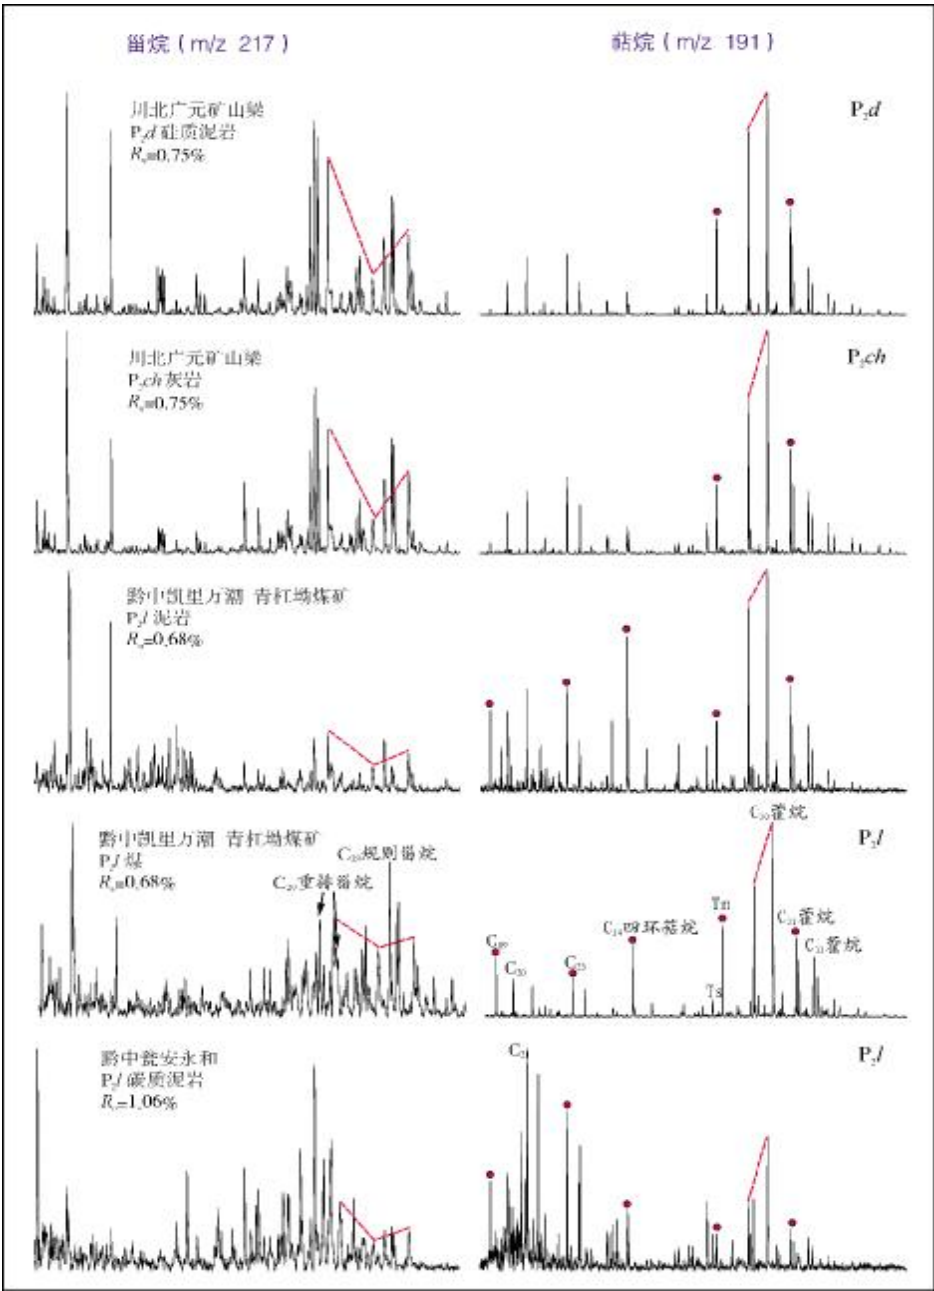 甾烷（m/z 217）
萜烷（m/z 191）
川北广元矿山梁
P₂d 硅质泥岩
Rₒ=0.75%
P₂d
川北广元矿山梁
P₂ch 灰岩
Rₒ=0.75%
P₂ch
黔中凯里万潮 青杠坳煤矿
P₂l 泥岩
Rₒ=0.68%
黔中凯里万潮 青杠坳煤矿
P₂l 煤
Rₒ=0.68%
C₂₉重排甾烷
C₂₉规则甾烷
P₂l
C₁₉
C₂₀
C₂₃
C₂₄四环萜烷
Ts
Tm
C₃₀藿烷
C₃₁藿烷
C₃₂藿烷
黔中瓮安永和
P₂l 碳质泥岩
Rₒ=1.06%
P₂l